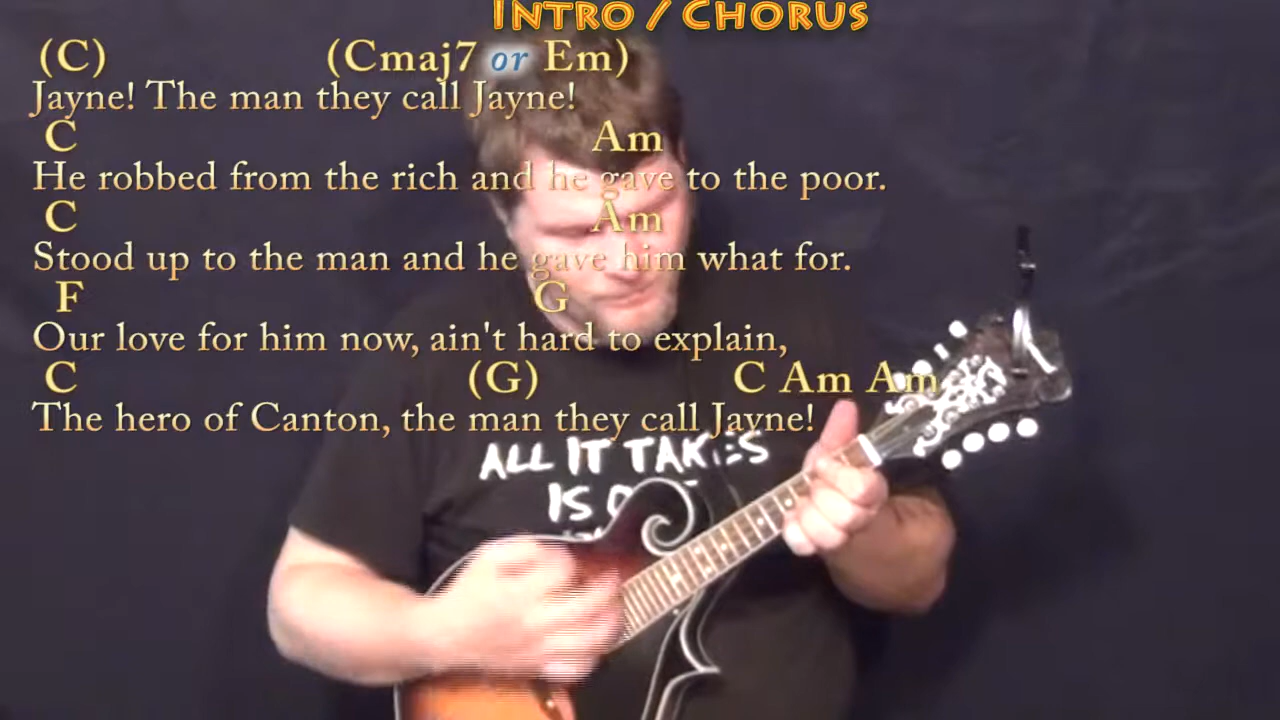 Intro / Chorus
(C) (Cmaj7 or Em)
Jayne! The man they call Jayne!
C Am
He robbed from the rich and he gave to the poor.
C Am
Stood up to the man and he gave him what for.
F G
Our love for him now, ain't hard to explain,
C (G) C Am Am
The hero of Canton, the man they call Jayne!
ALL IT TAKES
IS